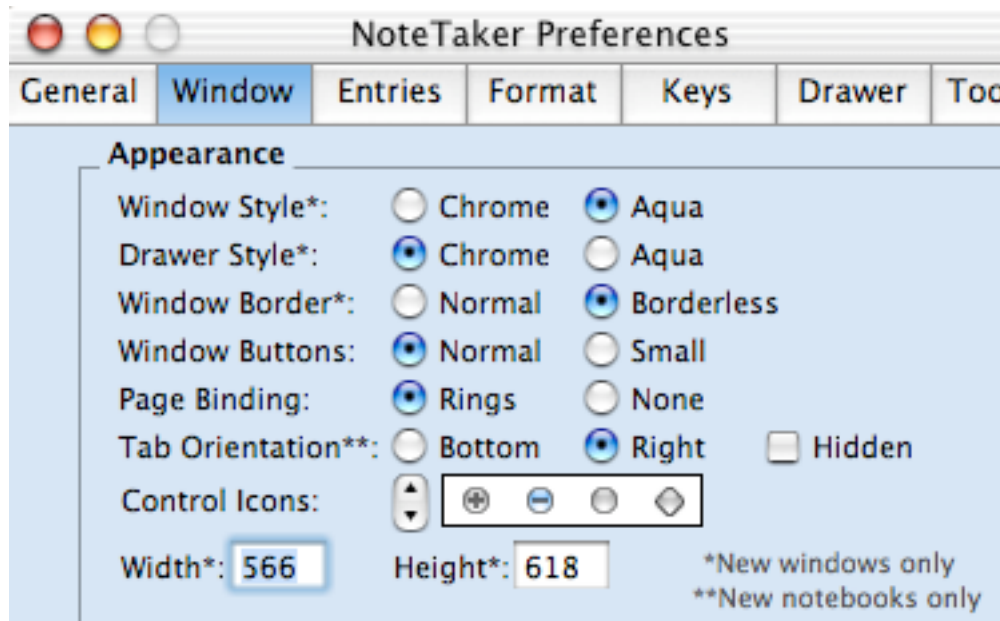 NoteTaker Preferences
General Window Entries Format Keys Drawer
Appearance
Window Style*: Chrome Aqua
Drawer Style*: Chrome Aqua
Window Border*: Normal Borderless
Window Buttons: Normal Small
Page Binding: Rings None
Tab Orientation**: Bottom Right Hidden
Control Icons:
Width*: 566 Height*: 618 *New windows only
**New notebooks only